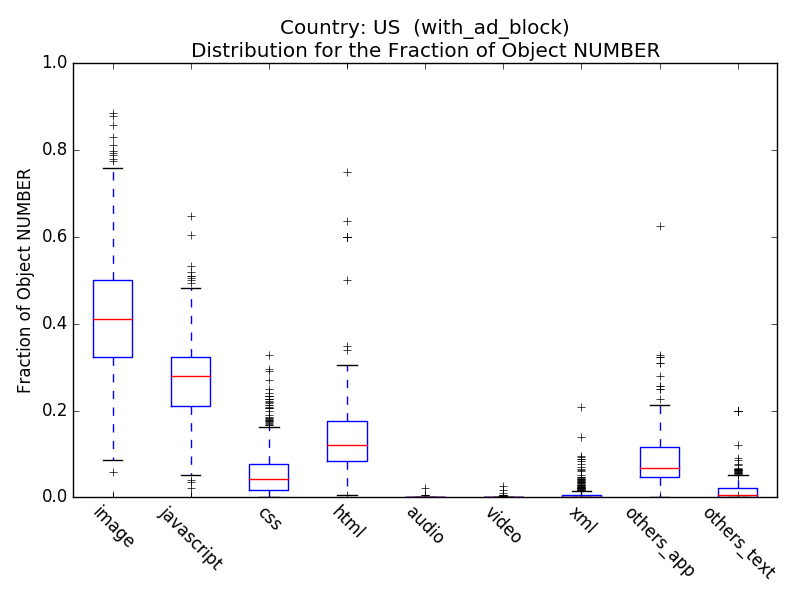 Country: US  (with_ad_block)
Distribution for the Fraction of Object NUMBER
Fraction of Object NUMBER
1.0
0.8
0.6
0.4
0.2
0.0
image
javascript
css
html
audio
video
xml
others_app
others_text